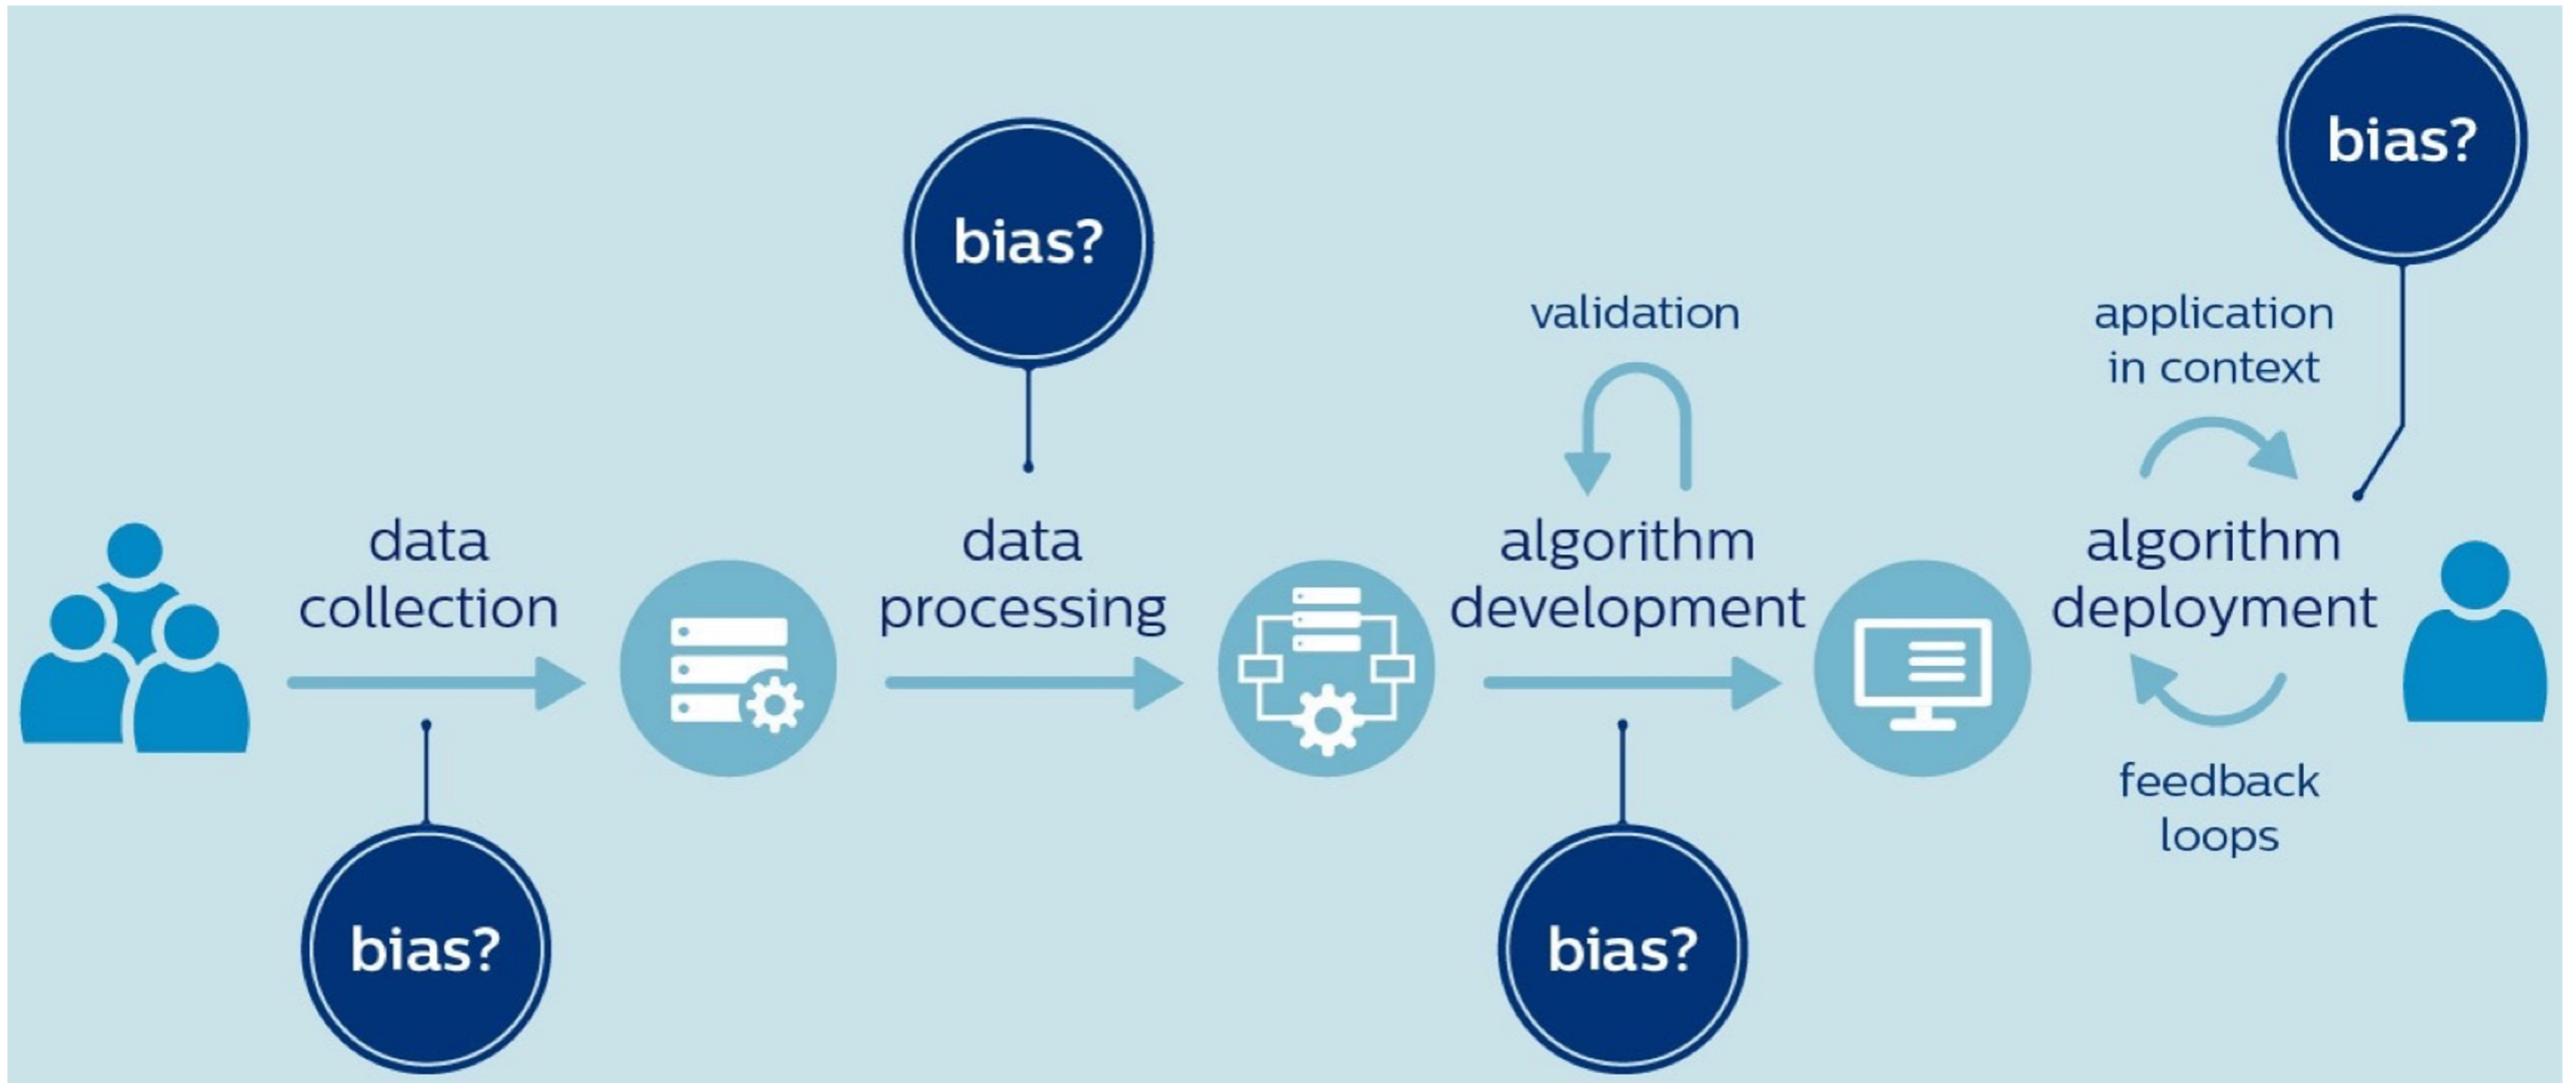 data
collection
bias?
bias?
data
processing
validation
algorithm
development
bias?
bias?
application
in context
algorithm
deployment
feedback
loops